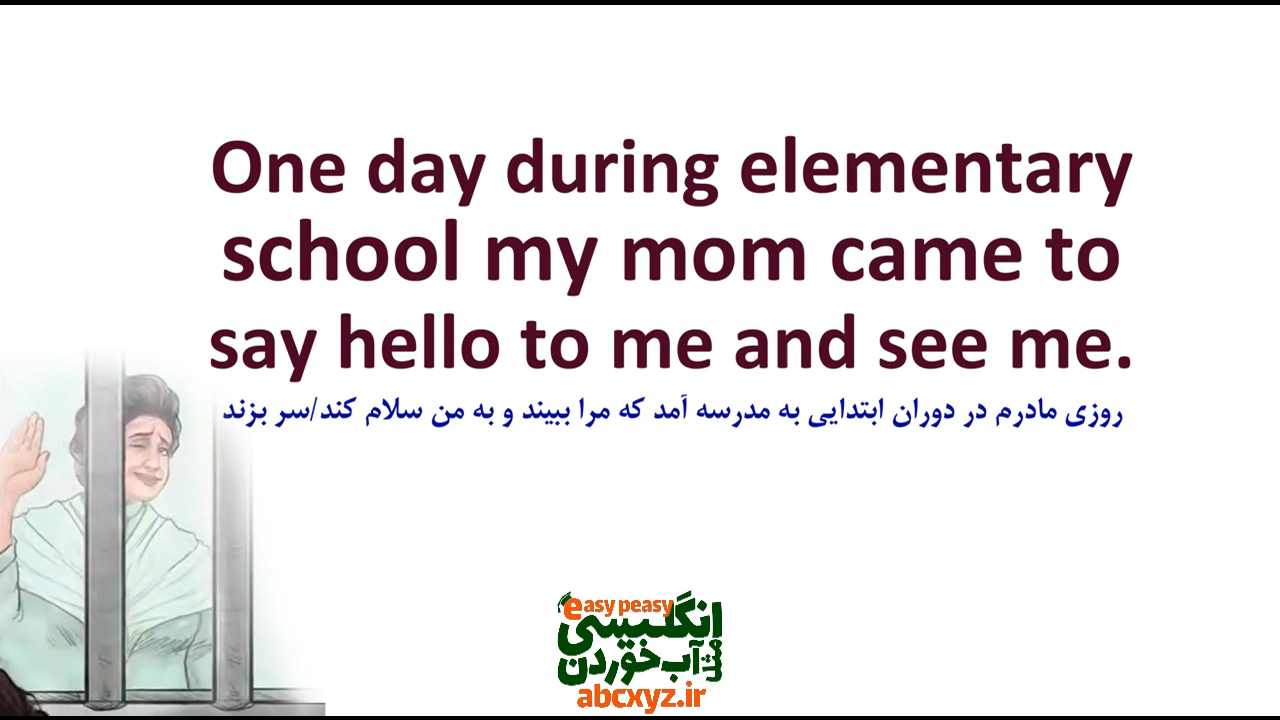 One day during elementary
school my mom came to
say hello to me and see me.
روزی مادرم در دوران ابتدایی به مدرسه آمد که مرا ببیند و به من سلام کند/سر بزند
easy peasy
انگلیسی
مثل آب خوردن
abcxyz.ir